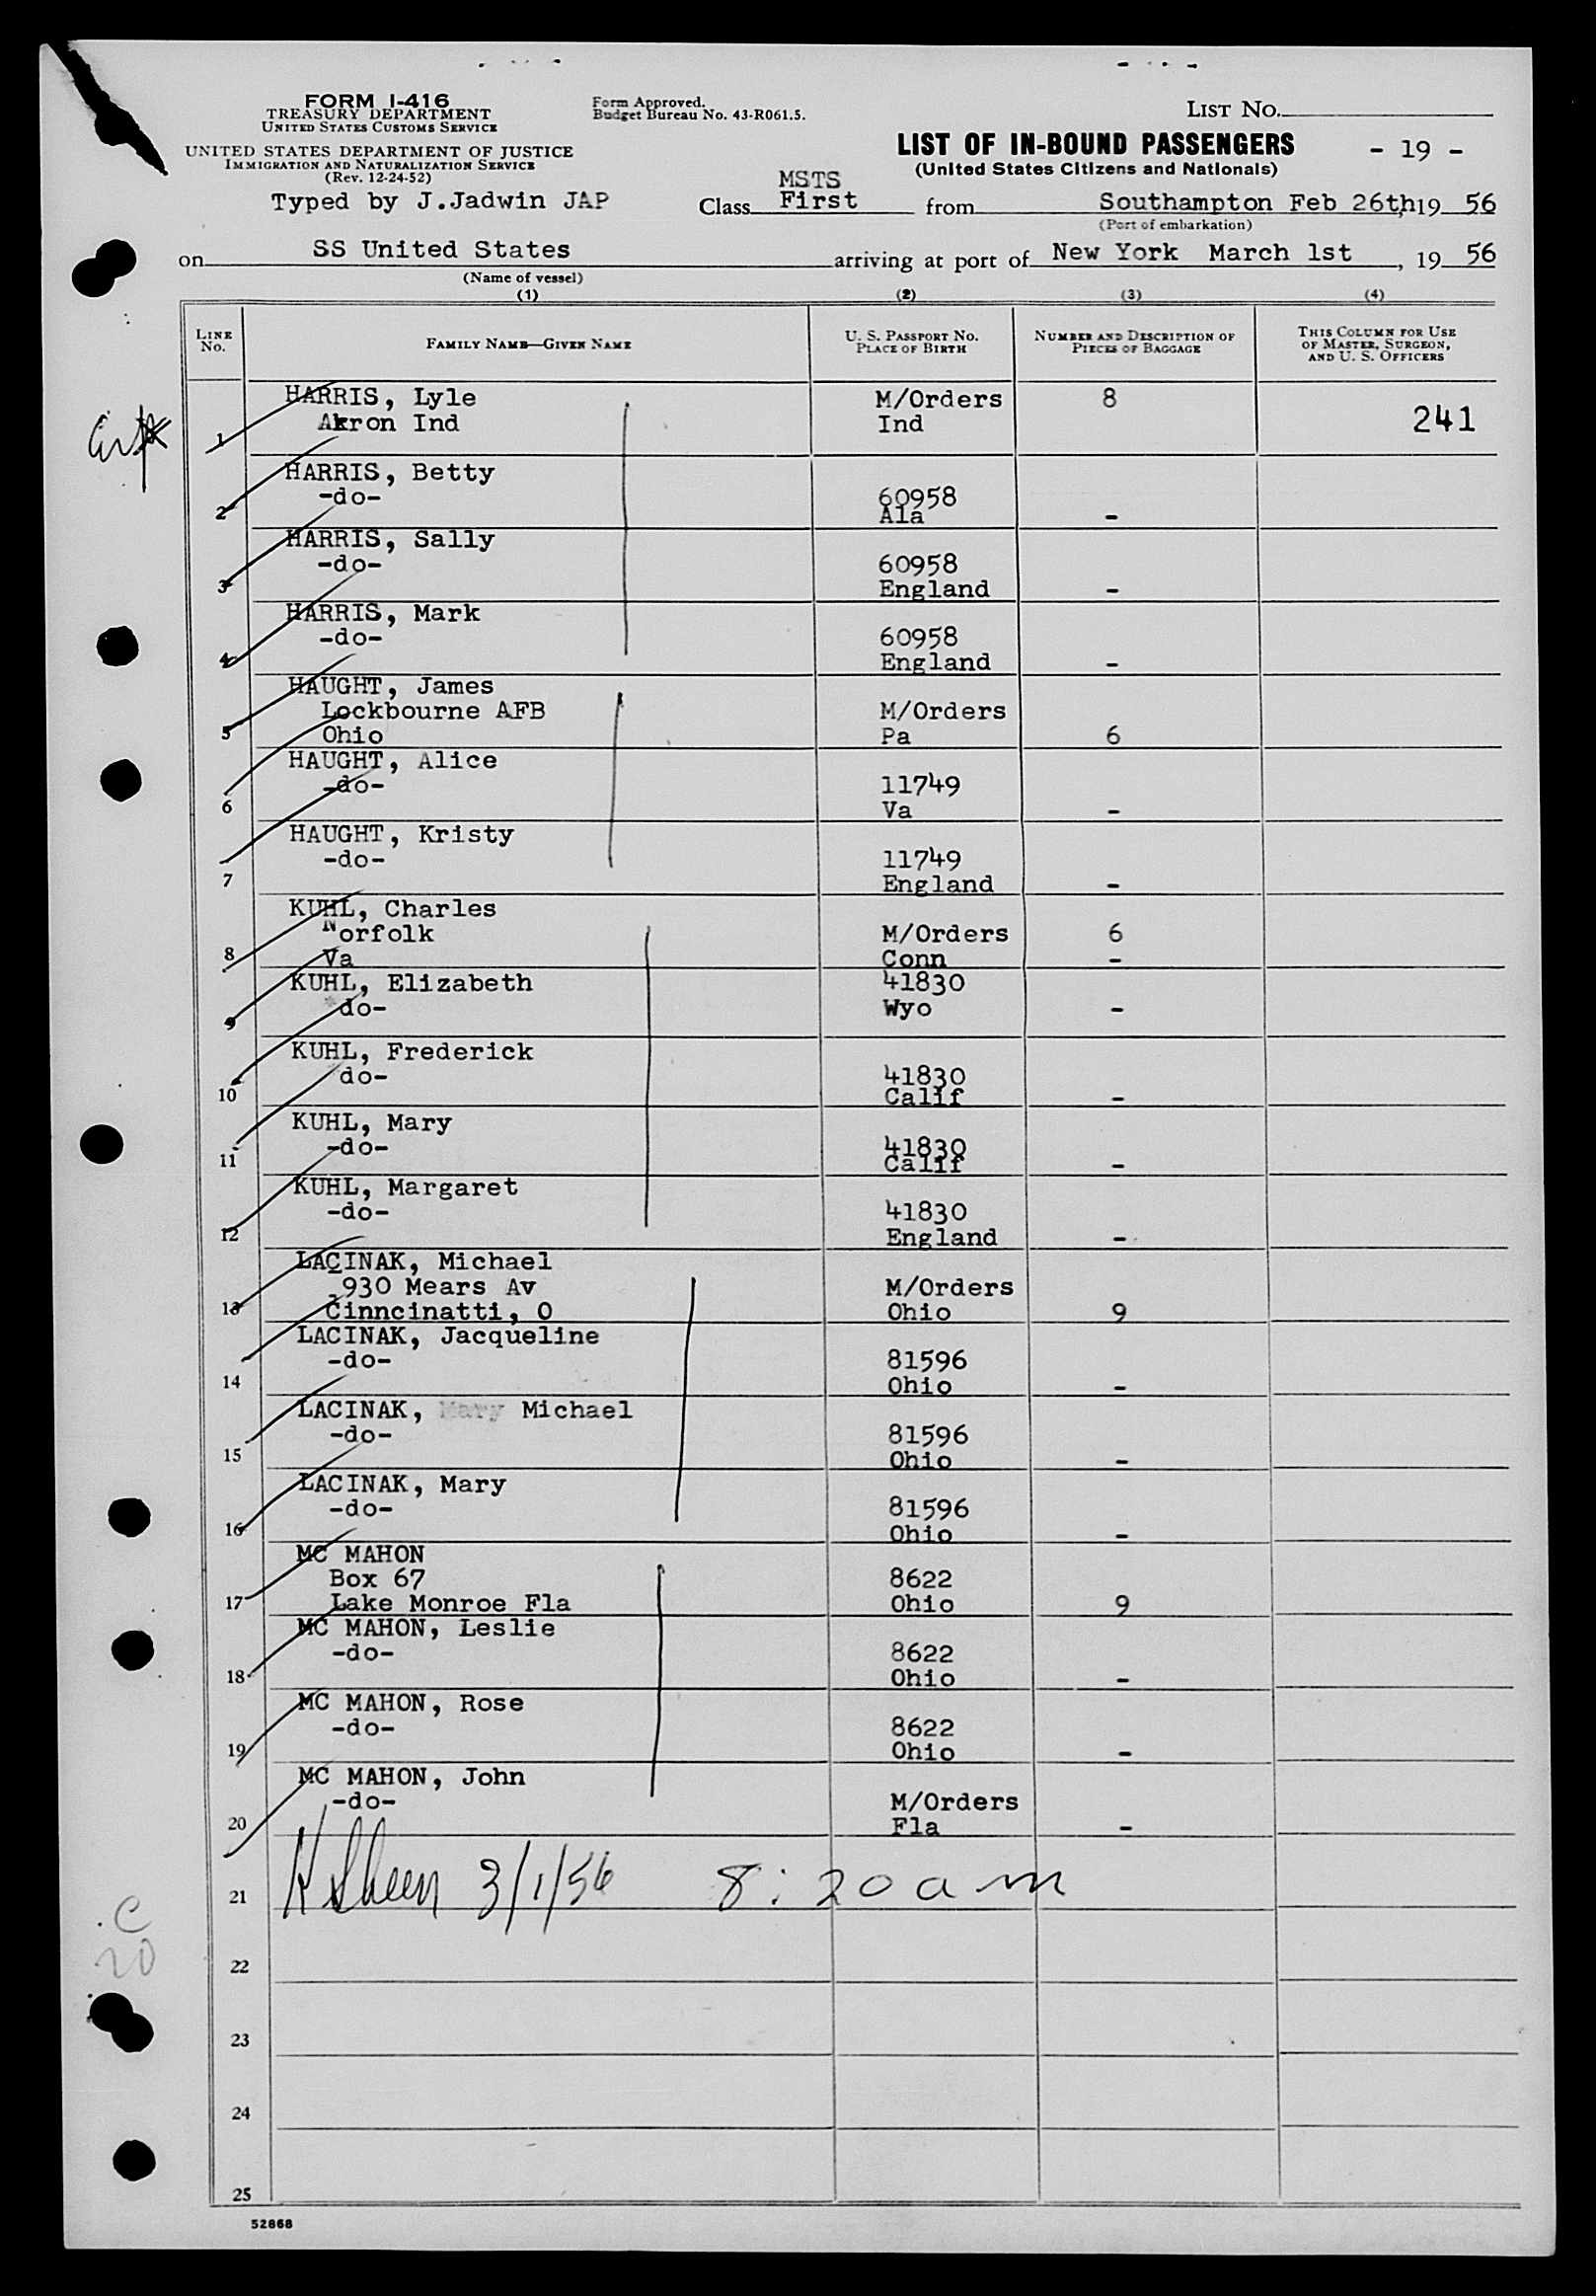 FORM I-416
TREASURY DEPARTMENT
UNITED STATES CUSTOMS SERVICE
UNITED STATES DEPARTMENT OF JUSTICE
IMMIGRATION AND NATURALIZATION SERVICE
(Rev. 12-24-52)
Typed by J.Jadwin JAP
Form Approved.
Budget Bureau No. 43-R061.5.
LIST NO.
LIST OF IN-BOUND PASSENGERS - 19 -
(United States Citizens and Nationals)
MSTS
Class First from Southampton Feb 26th, 19 56
(Port of embarkation)
on SS United States arriving at port of New York March 1st, 19 56
(Name of vessel)
(1) (2) (3) (4)
LINE NO. FAMILY NAME—GIVEN NAME U. S. PASSPORT NO. PLACE OF BIRTH NUMBER AND DESCRIPTION OF PIECES OF BAGGAGE THIS COLUMN FOR USE OF MASTER, SURGEON, AND U. S. OFFICERS
HARRIS, Lyle M/Orders 8
1 Akron Ind Ind 241
HARRIS, Betty
2 -do- 60958
Ala -
HARRIS, Sally
3 -do- 60958
England -
HARRIS, Mark
4 -do- 60958
England -
HAUGHT, James
5 Lockbourne AFB M/Orders
Ohio Pa 6
HAUGHT, Alice
6 -do- 11749
Va -
HAUGHT, Kristy
7 -do- 11749
England -
KUHL, Charles
8 Norfolk M/Orders 6
Va Conn -
KUHL, Elizabeth 41830
9 do- Wyo -
KUHL, Frederick
10 do- 41830
Calif -
KUHL, Mary
11 -do- 41830
Calif -
KUHL, Margaret
12 -do- 41830
England -
LACINAK, Michael
13 930 Mears Av M/Orders
Cinncinatti, O Ohio 9
LACINAK, Jacqueline
14 -do- 81596
Ohio -
LACINAK, Mary Michael
15 -do- 81596
Ohio -
LACINAK, Mary
16 -do- 81596
Ohio -
MC MAHON
17 Box 67 8622
Lake Monroe Fla Ohio 9
MC MAHON, Leslie
18 -do- 8622
Ohio -
MC MAHON, Rose
19 -do- 8622
Ohio -
MC MAHON, John
20 -do- M/Orders
Fla -
21 3/1/56 8:20 am
C
20
22
23
24
25
52868